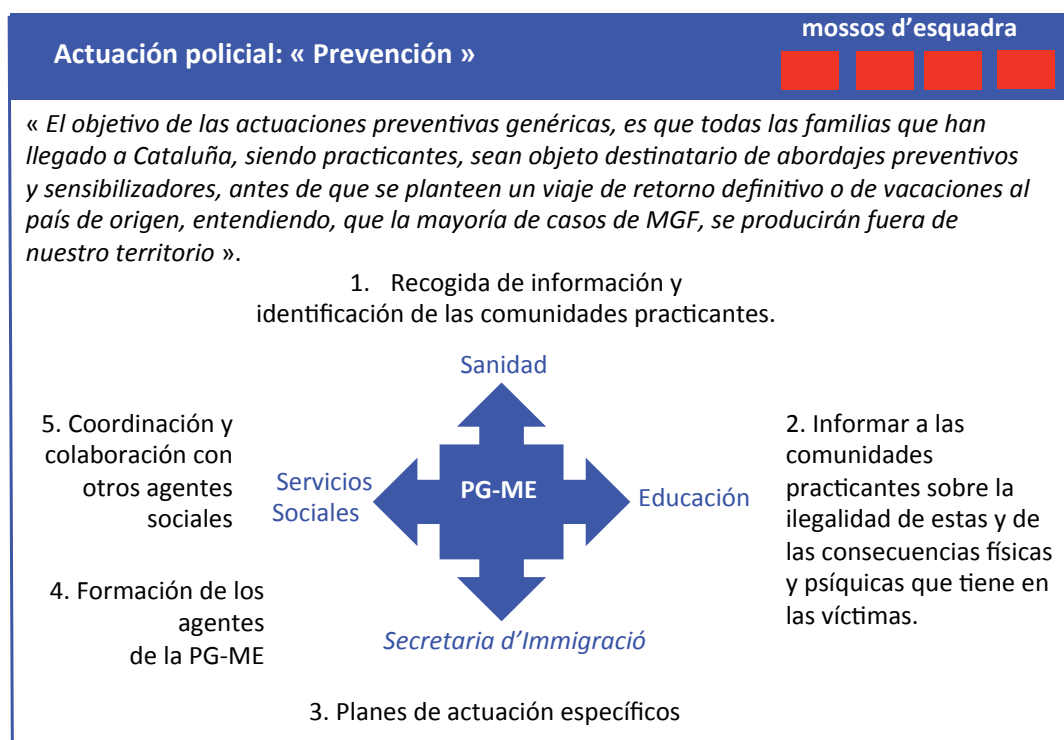 mossos d’esquadra
Actuación policial: « Prevención »
« El objetivo de las actuaciones preventivas genéricas, es que todas las familias que han
llegado a Cataluña, siendo practicantes, sean objeto destinatario de abordajes preventivos
y sensibilizadores, antes de que se planteen un viaje de retorno definitivo o de vacaciones al
país de origen, entendiendo, que la mayoría de casos de MGF, se producirán fuera de
nuestro territorio ».
1. Recogida de información y
identificación de las comunidades practicantes.
Sanidad
5. Coordinación y
colaboración con
otros agentes
sociales
Servicios
Sociales
PG-ME
Educación
2. Informar a las
comunidades
practicantes sobre la
ilegalidad de estas y de
las consecuencias físicas
y psíquicas que tiene en
las víctimas.
4. Formación de los
agentes
de la PG-ME
Secretaria d’Immigració
3. Planes de actuación específicos